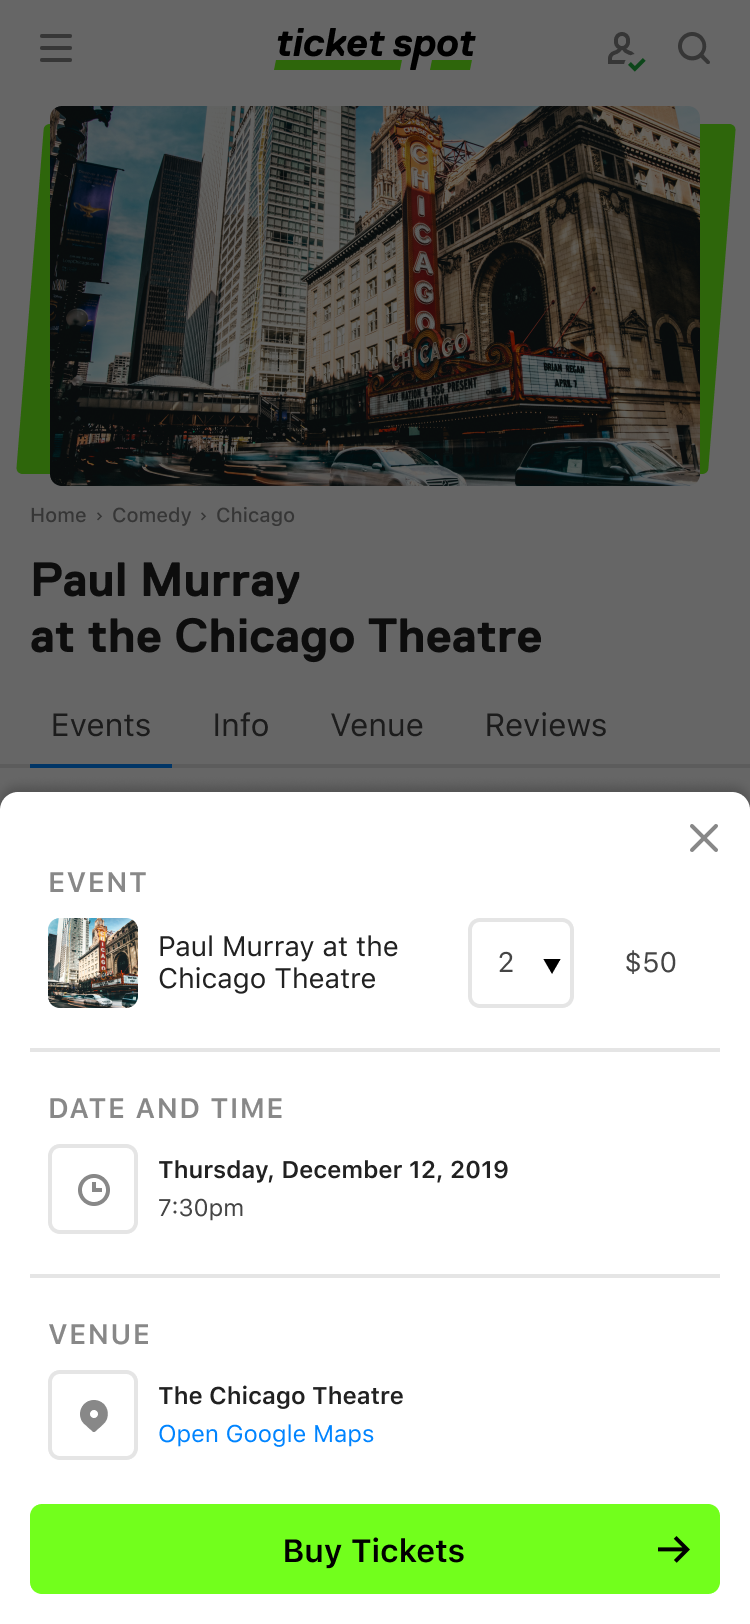 ticket spot
CHICAGO
CHICAGO
BRIAN REGAN
APRIL 7
LIVE NATION & MSG PRESENT
BRIAN REGAN
Home › Comedy › Chicago
Paul Murray
at the Chicago Theatre
Events Info Venue Reviews
EVENT
Paul Murray at the
Chicago Theatre
2
$50
DATE AND TIME
Thursday, December 12, 2019
7:30pm
VENUE
The Chicago Theatre
Open Google Maps
Buy Tickets